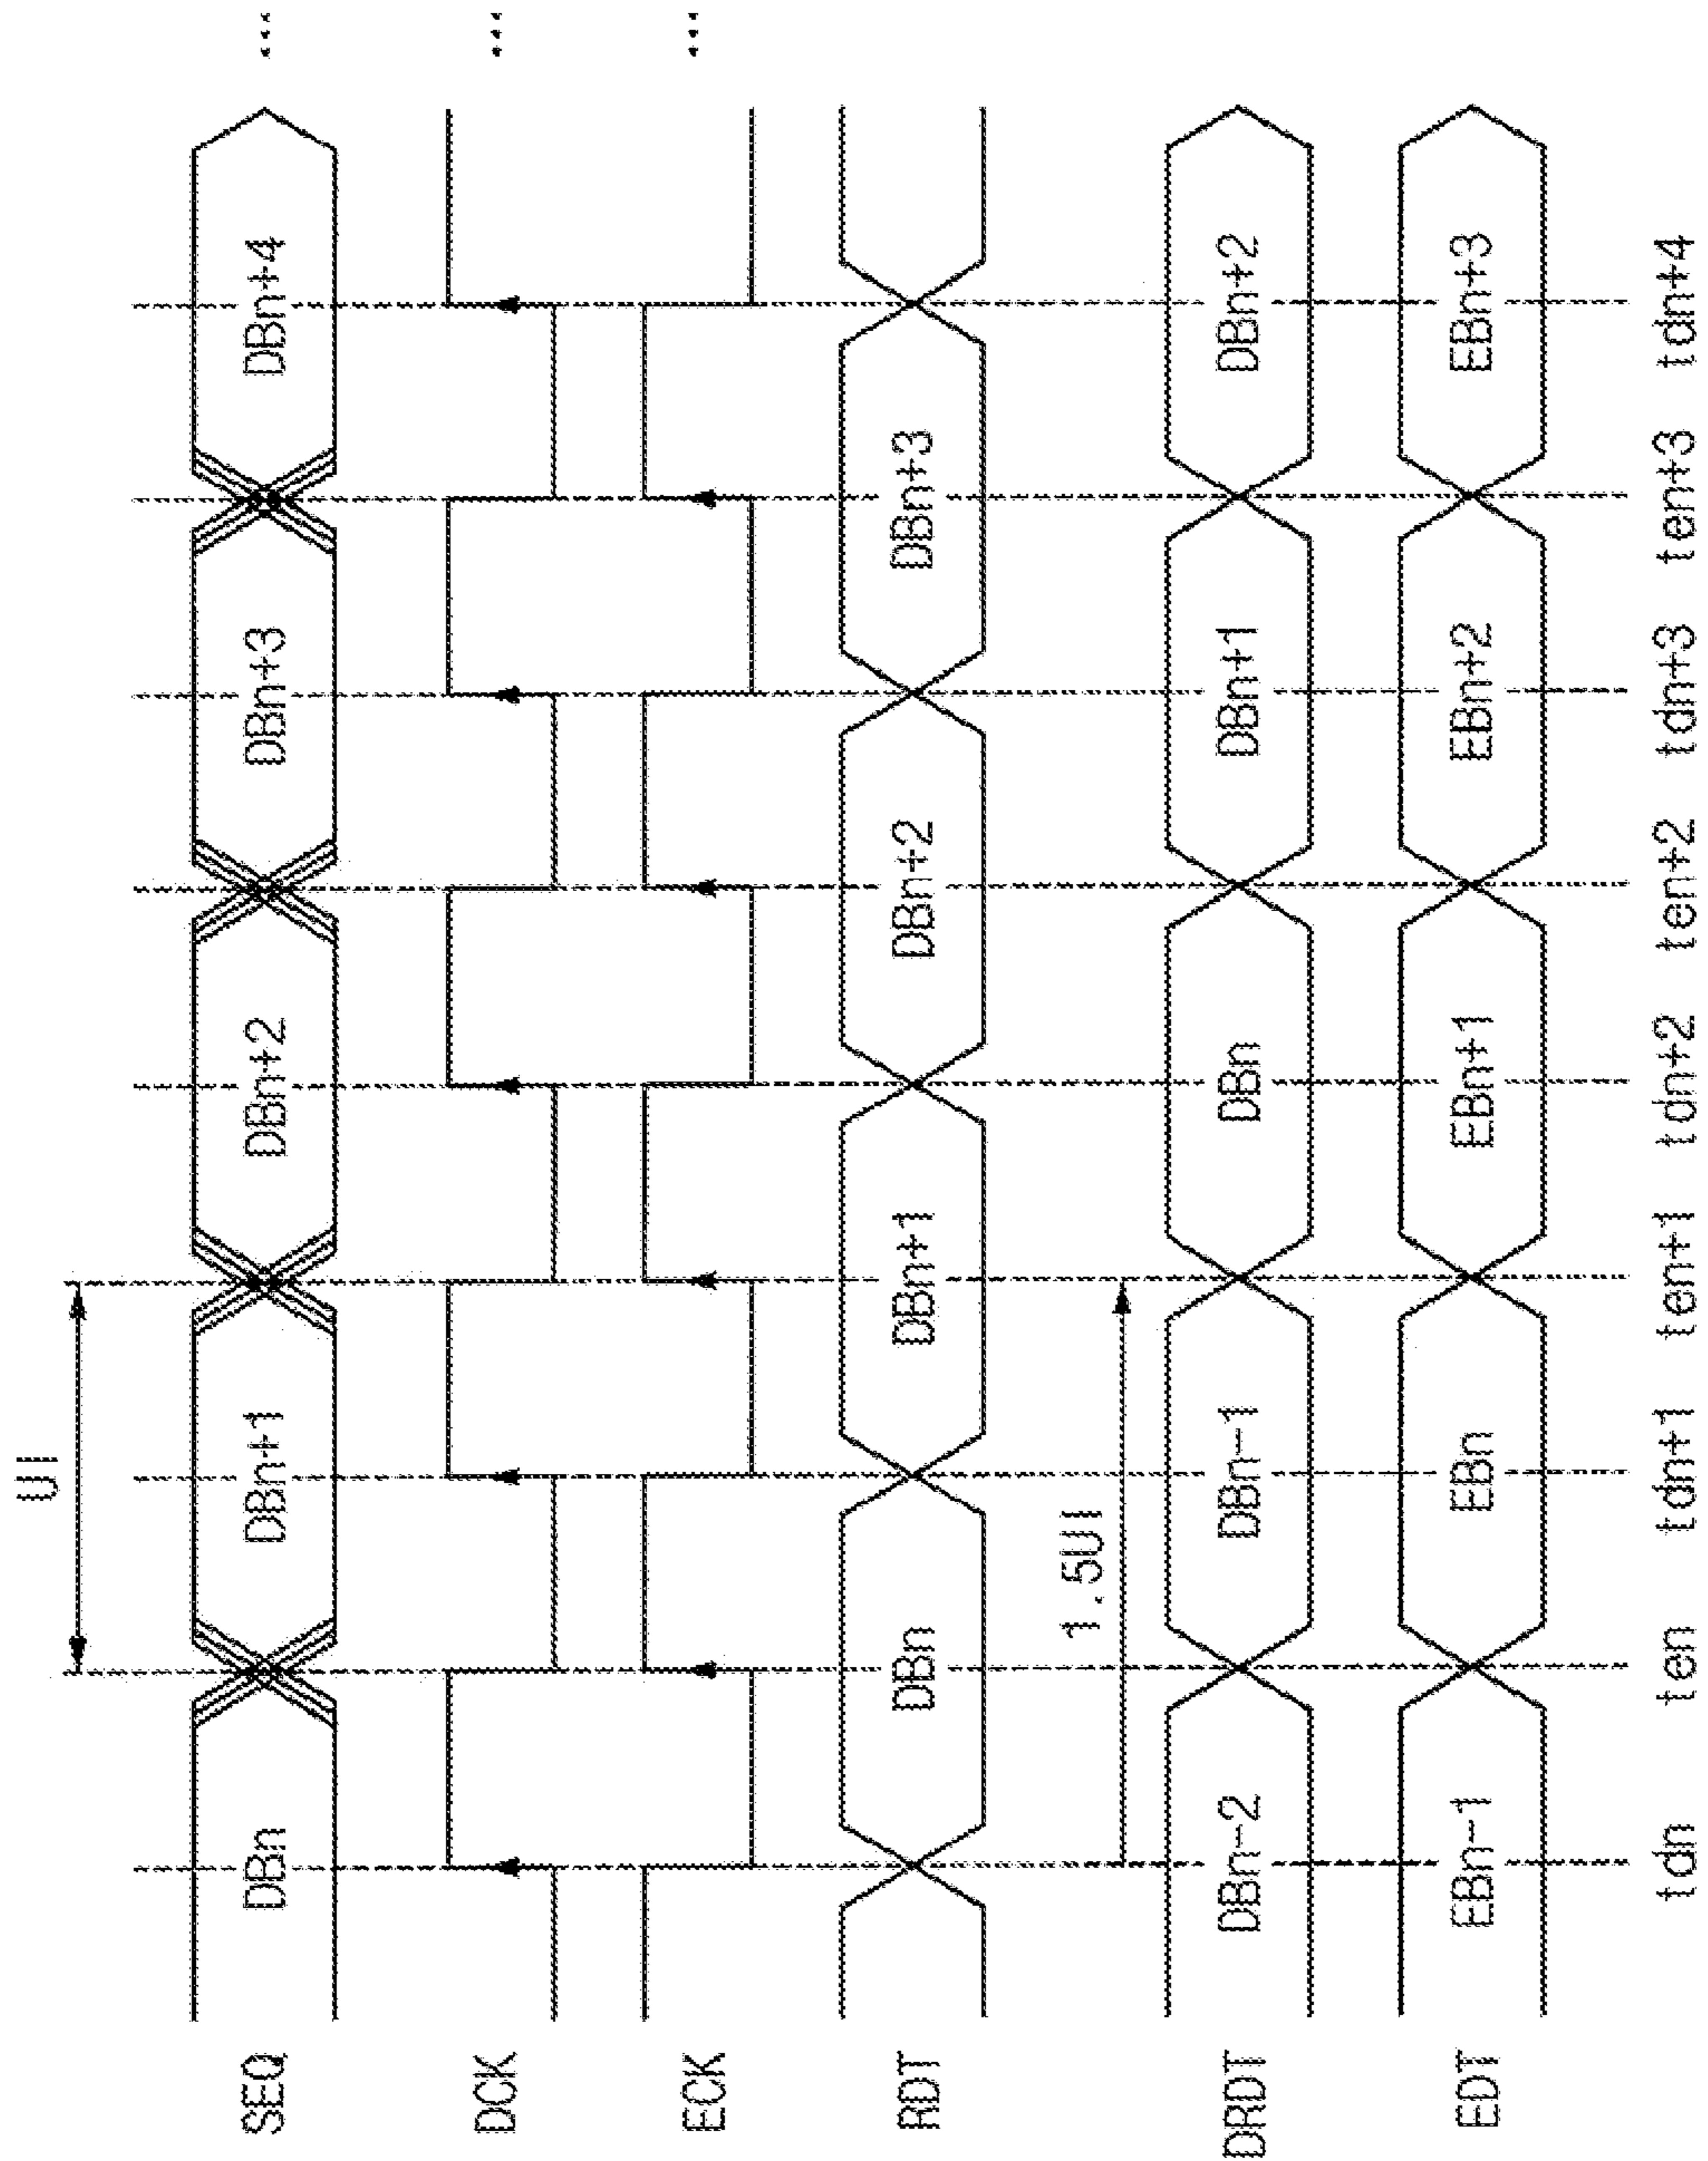 UI
SEQ DBn DBn+1 DBn+2 DBn+3 DBn+4 ...
DCK ...
ECK ...
RDT DBn DBn+1 DBn+2 DBn+3
1.5UI
DRDT DBn-2 DBn-1 DBn DBn+1 DBn+2
EDT EBn-1 EBn EBn+1 EBn+2 EBn+3
tdn ten tdn+1 ten+1 tdn+2 ten+2 tdn+3 ten+3 tdn+4